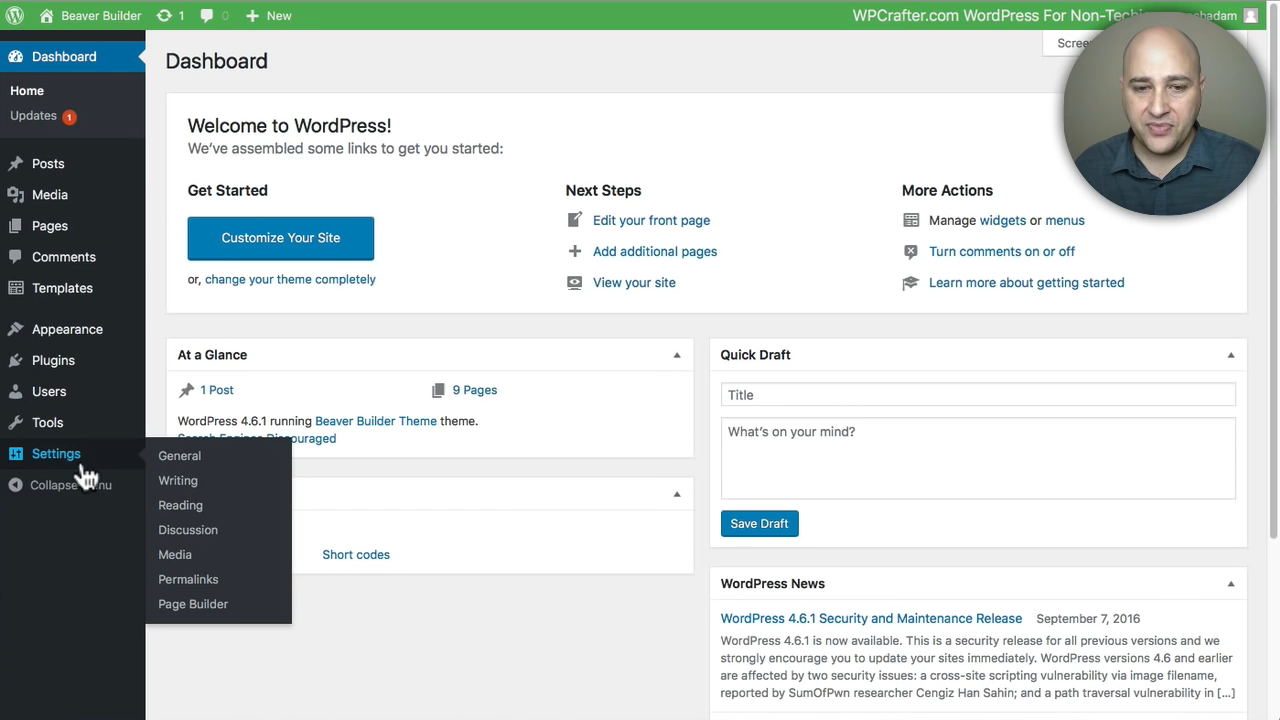 Beaver Builder 1 0 New WPCrafter.com WordPress For Non-Techi
Dashboard
Home
Updates 1
Posts
Media
Pages
Comments
Templates
Appearance
Plugins
Users
Tools
Settings
Collapse
General
Writing
Reading
Discussion
Media
Permalinks
Page Builder
Dashboard
Welcome to WordPress!
We've assembled some links to get you started:
Get Started
Customize Your Site
or, change your theme completely
Next Steps
Edit your front page
Add additional pages
View your site
More Actions
Manage widgets or menus
Turn comments on or off
Learn more about getting started
At a Glance
1 Post
9 Pages
WordPress 4.6.1 running Beaver Builder Theme theme.
Search Engines Discouraged
Short codes
Quick Draft
Title
What's on your mind?
Save Draft
WordPress News
WordPress 4.6.1 Security and Maintenance Release September 7, 2016
WordPress 4.6.1 is now available. This is a security release for all previous versions and we
strongly encourage you to update your sites immediately. WordPress versions 4.6 and earlier
are affected by two security issues: a cross-site scripting vulnerability via image filename,
reported by SumOfPwn researcher Cengiz Han Sahin; and a path traversal vulnerability in […]